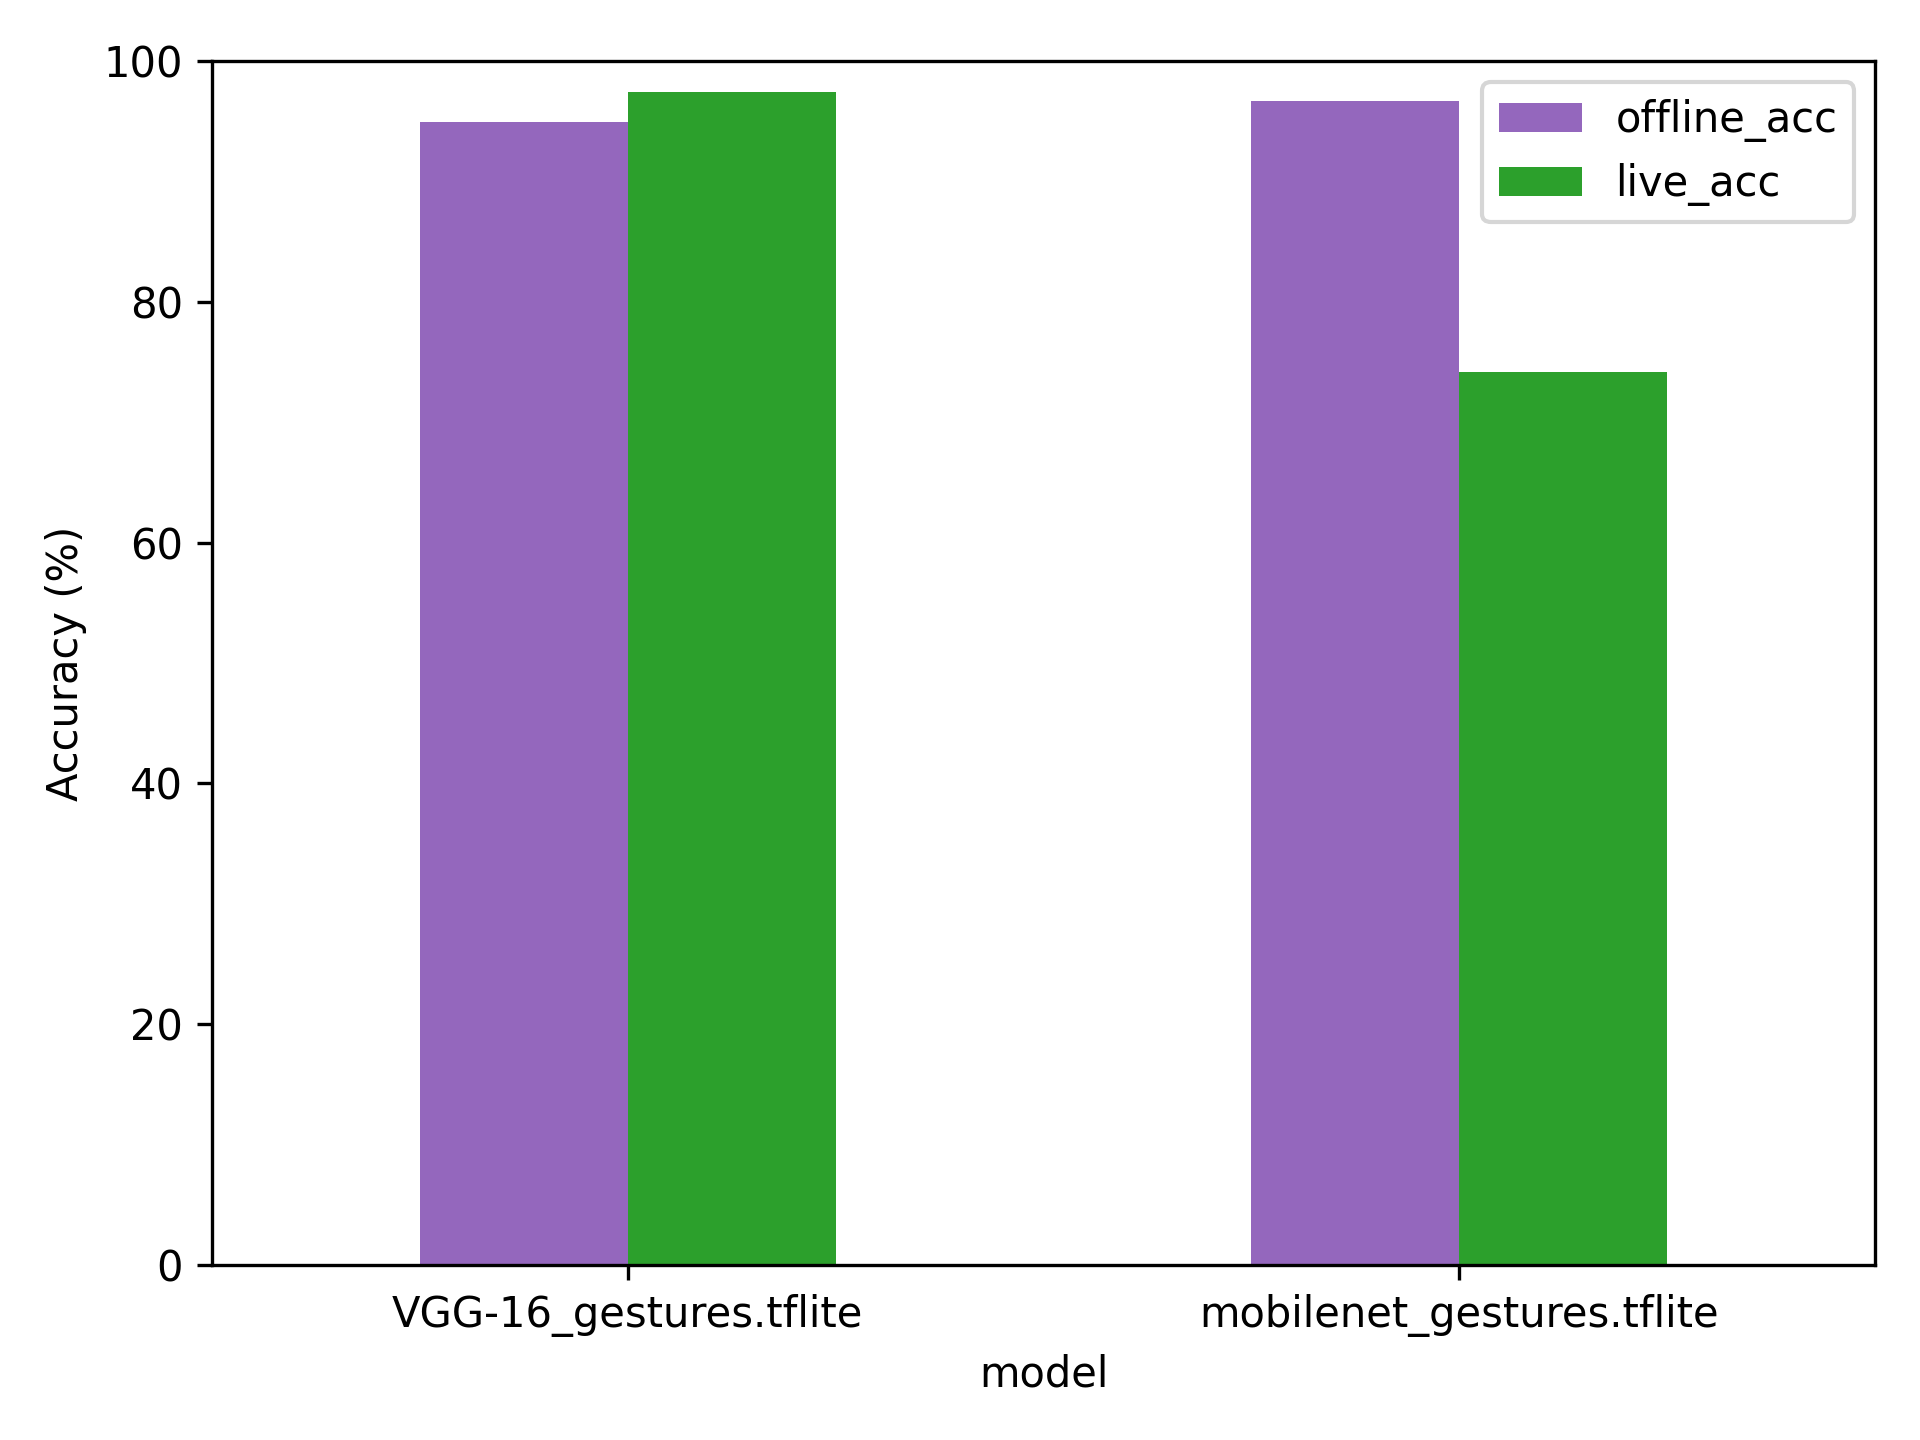 100
80
60
40
20
0
Accuracy (%)
offline_acc
live_acc
VGG-16_gestures.tflite
mobilenet_gestures.tflite
model